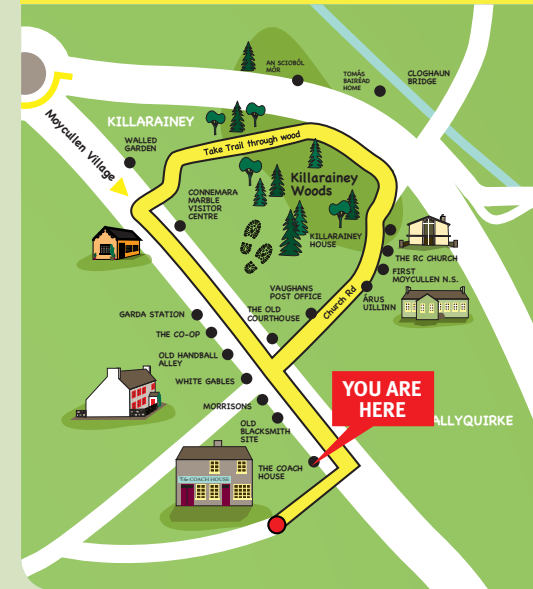 AN SCIOBÓL
MÓR
TOMÁS
BAIRÉAD
HOME
CLOGHAUN
BRIDGE
KILLARAINEY
Moycullen Village
WALLED
GARDEN
Take Trail through wood
Killarainey
Woods
CONNEMARA
MARBLE
VISITOR
CENTRE
KILLARAINEY
HOUSE
THE RC CHURCH
FIRST
MOYCULLEN N.S.
ÁRUS
UILLINN
VAUGHANS
POST OFFICE
Church Rd
GARDA STATION
THE OLD
COURTHOUSE
THE CO-OP
OLD HANDBALL
ALLEY
WHITE GABLES
MORRISONS
OLD
BLACKSMITH
SITE
YOU ARE
HERE
ALLYQUIRKE
THE COACH
HOUSE
The COACH HOUSE